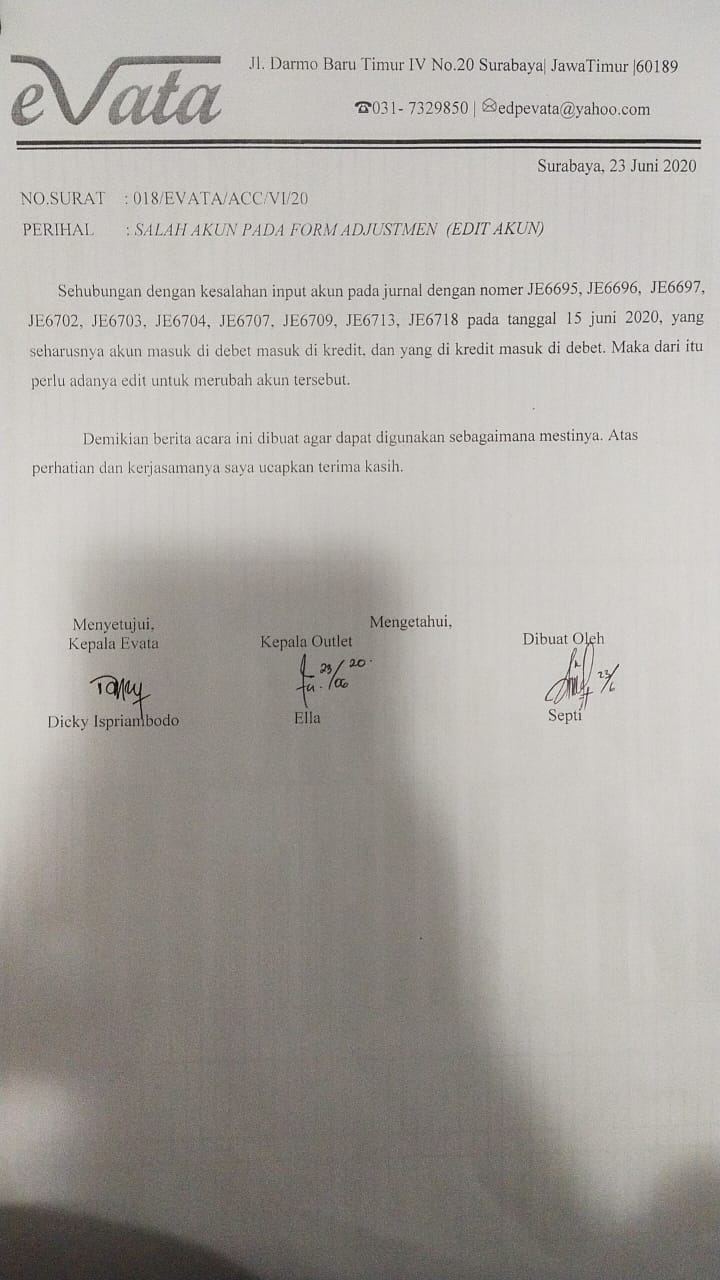 eVata
Jl. Darmo Baru Timur IV No.20 Surabaya| JawaTimur |60189
☎031- 7329850 | ✉edpevata@yahoo.com
Surabaya, 23 Juni 2020
NO.SURAT : 018/EVATA/ACC/VI/20
PERIHAL : SALAH AKUN PADA FORM ADJUSTMEN (EDIT AKUN)
Sehubungan dengan kesalahan input akun pada jurnal dengan nomer JE6695, JE6696, JE6697,
JE6702, JE6703, JE6704, JE6707, JE6709, JE6713, JE6718 pada tanggal 15 juni 2020, yang
seharusnya akun masuk di debet masuk di kredit, dan yang di kredit masuk di debet. Maka dari itu
perlu adanya edit untuk merubah akun tersebut.
Demikian berita acara ini dibuat agar dapat digunakan sebagaimana mestinya. Atas
perhatian dan kerjasamanya saya ucapkan terima kasih.
Menyetujui, Mengetahui,
Kepala Evata Kepala Outlet Dibuat Oleh
23/06 20. 23/6
Dicky Ispriambodo Ella Septi